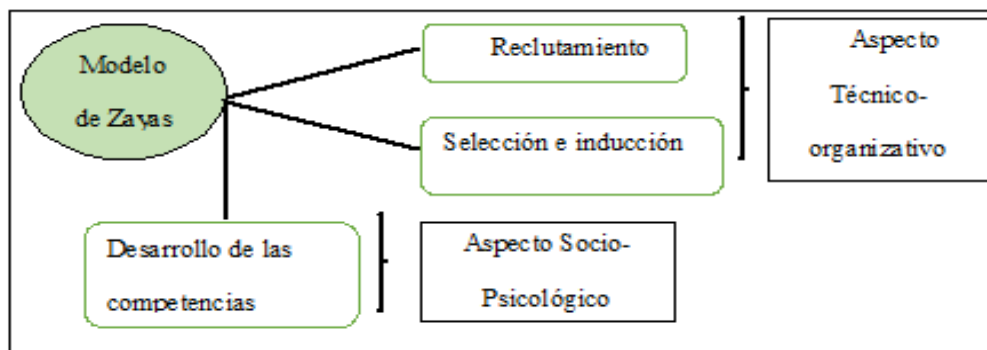 Modelo
de Zayas
Reclutamiento
Selección e inducción
Aspecto
Técnico-
organizativo
Desarrollo de las
competencias
Aspecto Socio-
Psicológico